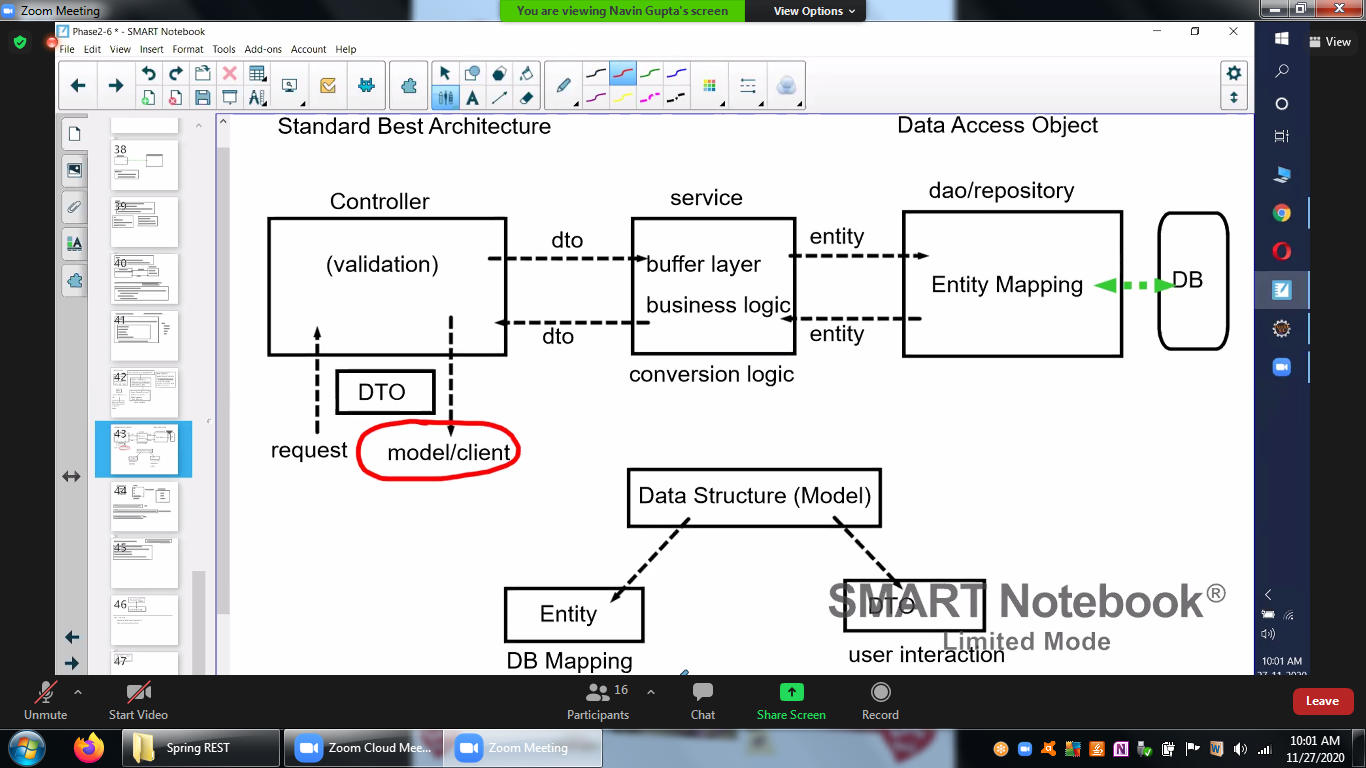 Zoom Meeting
You are viewing Navin Gupta's screen
View Options
Phase2-6 * - SMART Notebook
File Edit View Insert Format Tools Add-ons Account Help
View
Standard Best Architecture
Data Access Object
Controller
service
dao/repository
(validation)
dto
buffer layer
business logic
entity
Entity Mapping
DB
dto
entity
conversion logic
DTO
request
model/client
Data Structure (Model)
Entity
DTO
DB Mapping
user interaction
SMART Notebook®
Limited Mode
38
39
40
41
42
43
44
45
46
47
10:01 AM
27-11-2020
Unmute
Start Video
Participants
16
Chat
Share Screen
Record
Leave
Spring REST
Zoom Cloud Mee...
Zoom Meeting
10:01 AM
11/27/2020